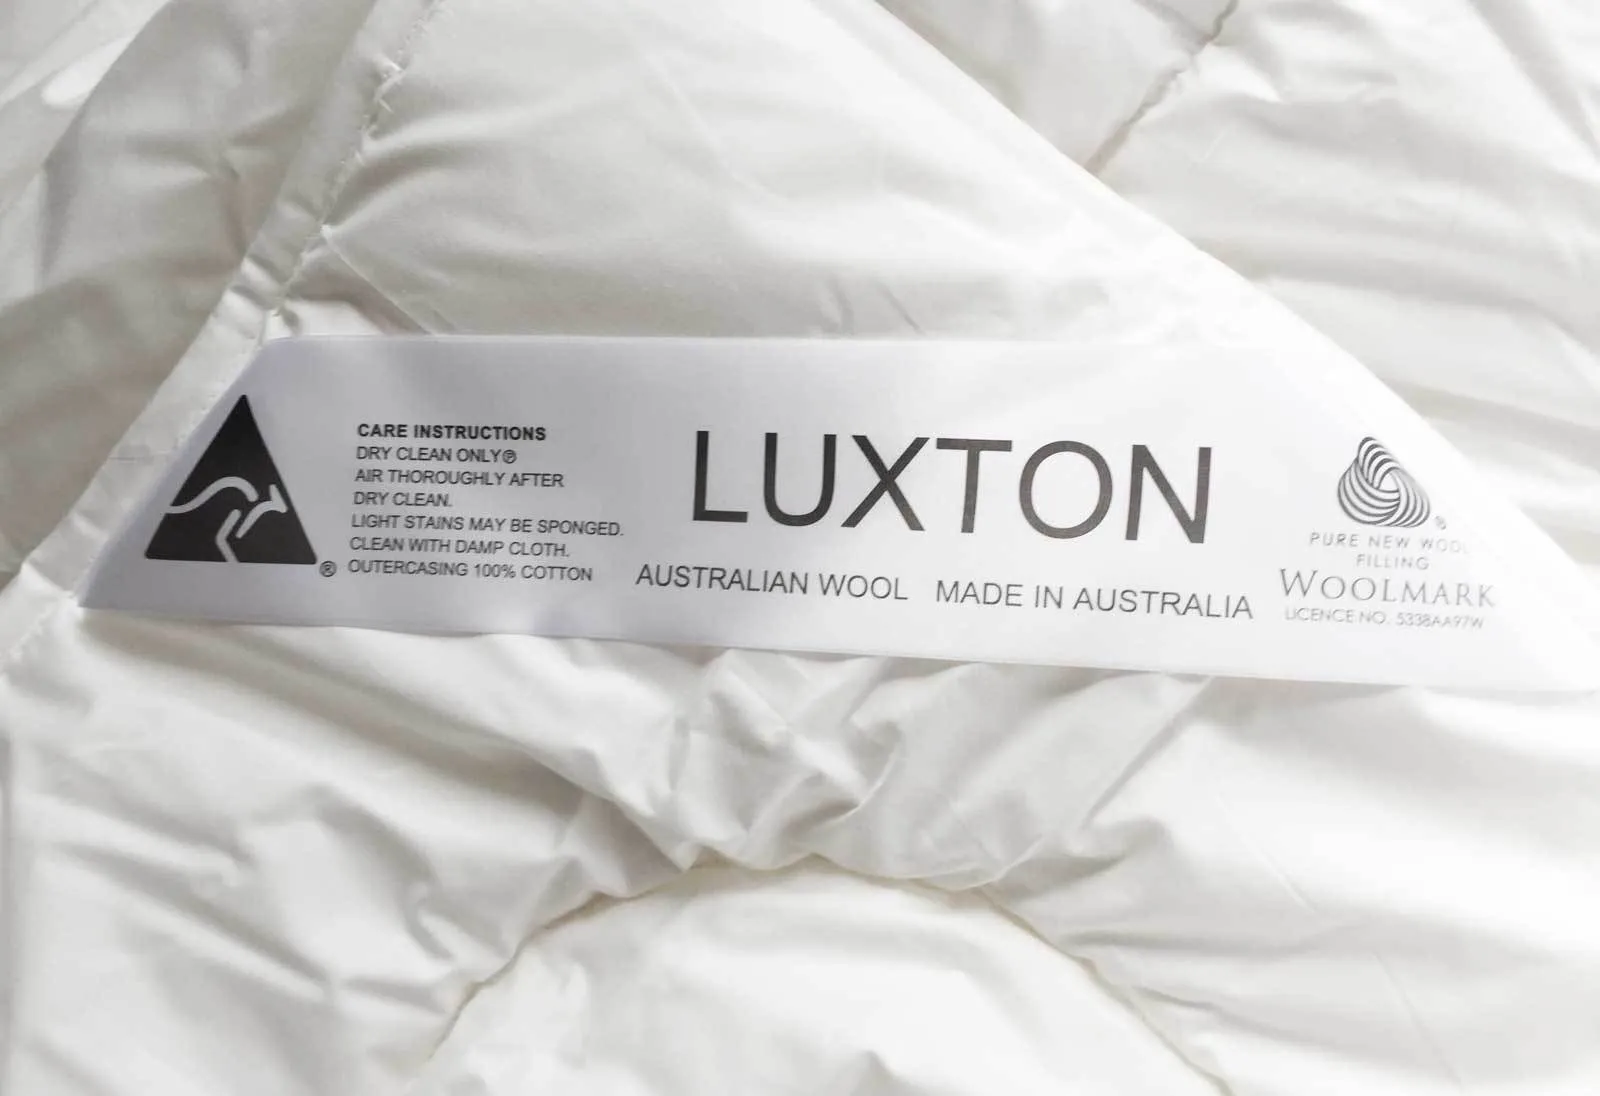 CARE INSTRUCTIONS
DRY CLEAN ONLYⓅ
AIR THOROUGHLY AFTER
DRY CLEAN.
LIGHT STAINS MAY BE SPONGED.
CLEAN WITH DAMP CLOTH.
® OUTERCASING 100% COTTON
LUXTON
AUSTRALIAN WOOL MADE IN AUSTRALIA
®
PURE NEW WOOL
FILLING
WOOLMARK
LICENCE NO. 5338AA97W